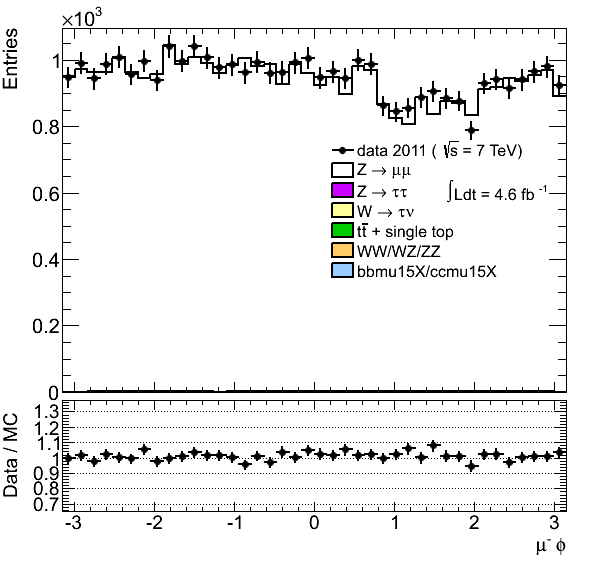 ×10³
Entries
1
0.8
0.6
0.4
0.2
0
data 2011 ( √s = 7 TeV)
Z → μμ
Z → ττ
∫Ldt = 4.6 fb⁻¹
W → τν
tt̄ + single top
WW/WZ/ZZ
bbmu15X/ccmu15X
Data / MC
1.3
1.2
1.1
1.0
0.9
0.8
0.7
-3 -2 -1 0 1 2 3
μ⁻ ϕ